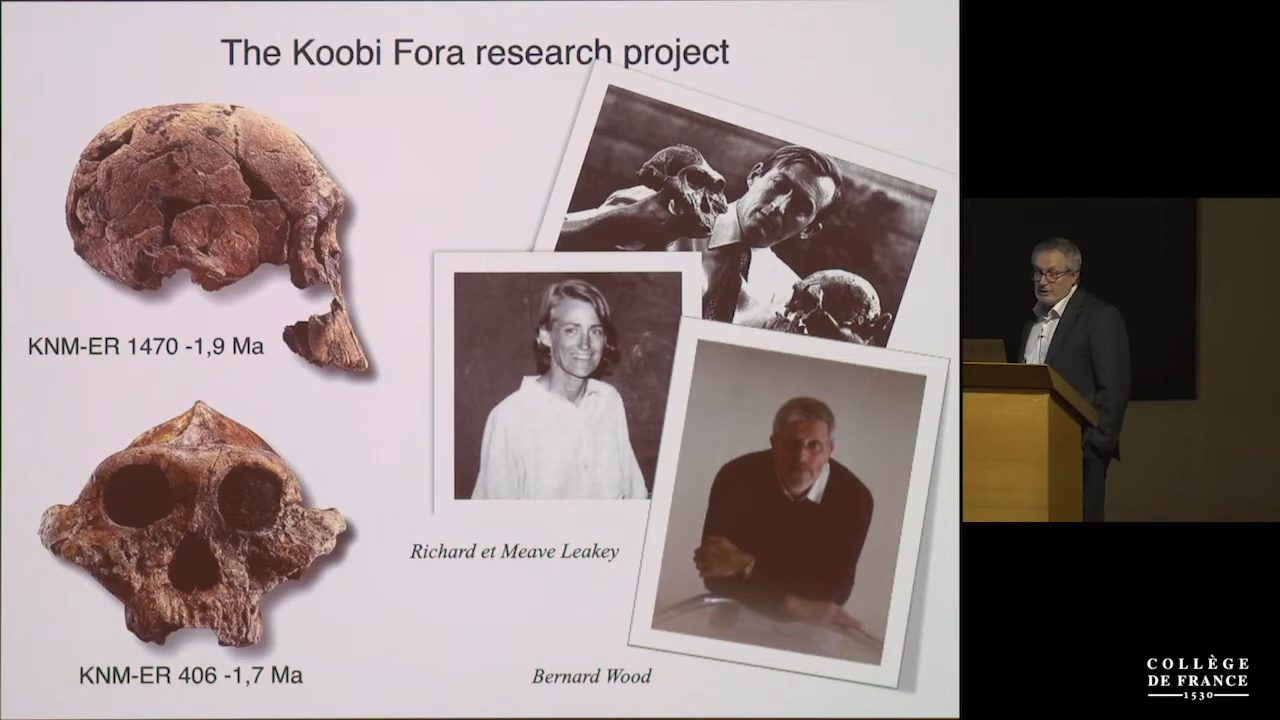 The Koobi Fora research project
KNM-ER 1470 -1,9 Ma
Richard et Meave Leakey
KNM-ER 406 -1,7 Ma
Bernard Wood
COLLÈGE
DE FRANCE
1530